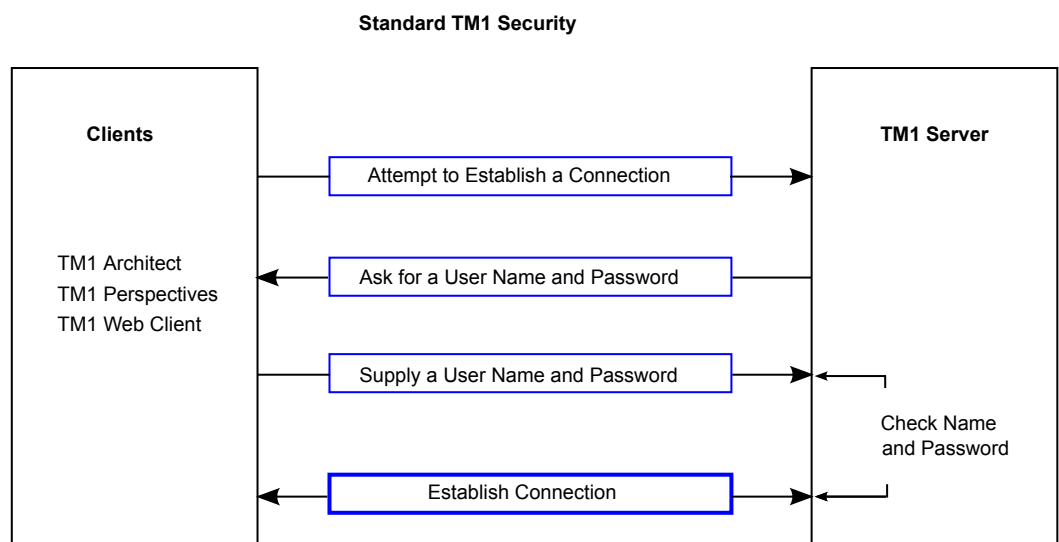 Standard TM1 Security
Clients
TM1 Server
Attempt to Establish a Connection
TM1 Architect
TM1 Perspectives
TM1 Web Client
Ask for a User Name and Password
Supply a User Name and Password
Check Name
and Password
Establish Connection